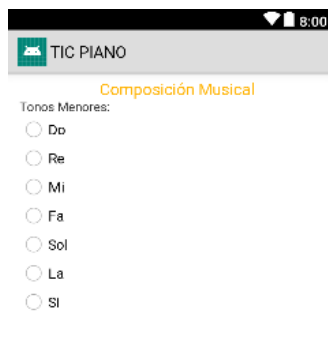 8:00
TIC PIANO
Composición Musical
Tonos Menores:
Do
Re
Mi
Fa
Sol
La
SI